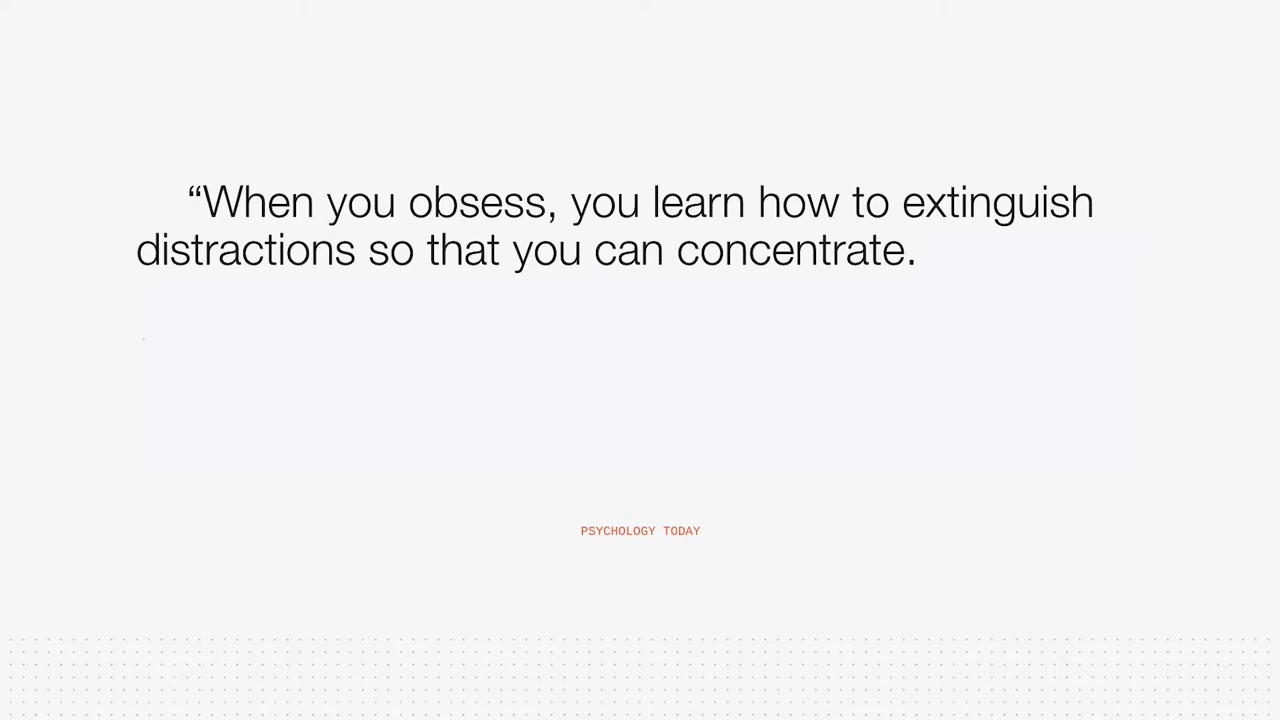 “When you obsess, you learn how to extinguish
distractions so that you can concentrate.
PSYCHOLOGY TODAY